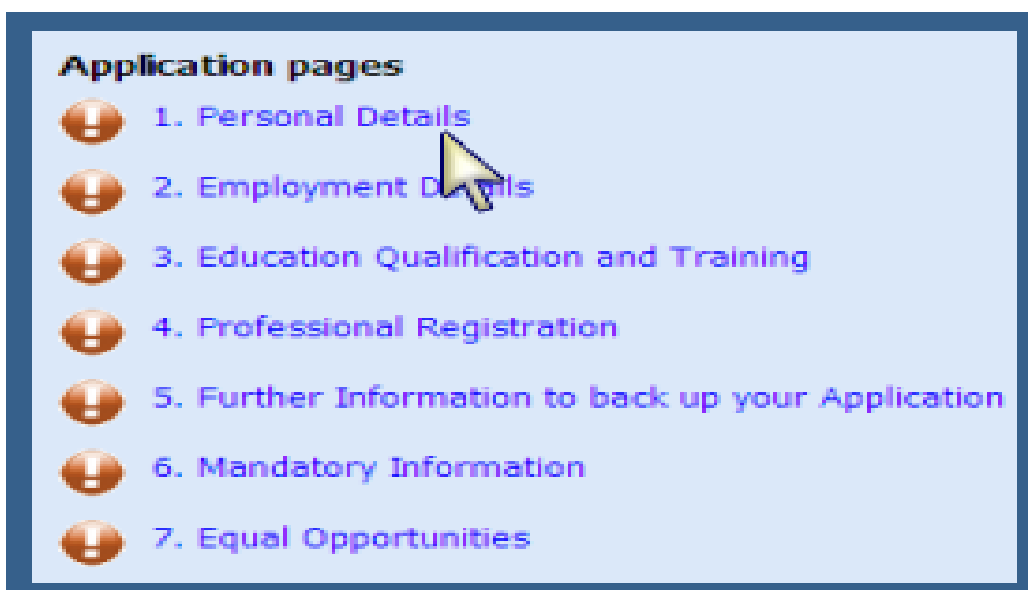 Application pages
1. Personal Details
2. Employment Details
3. Education Qualification and Training
4. Professional Registration
5. Further Information to back up your Application
6. Mandatory Information
7. Equal Opportunities